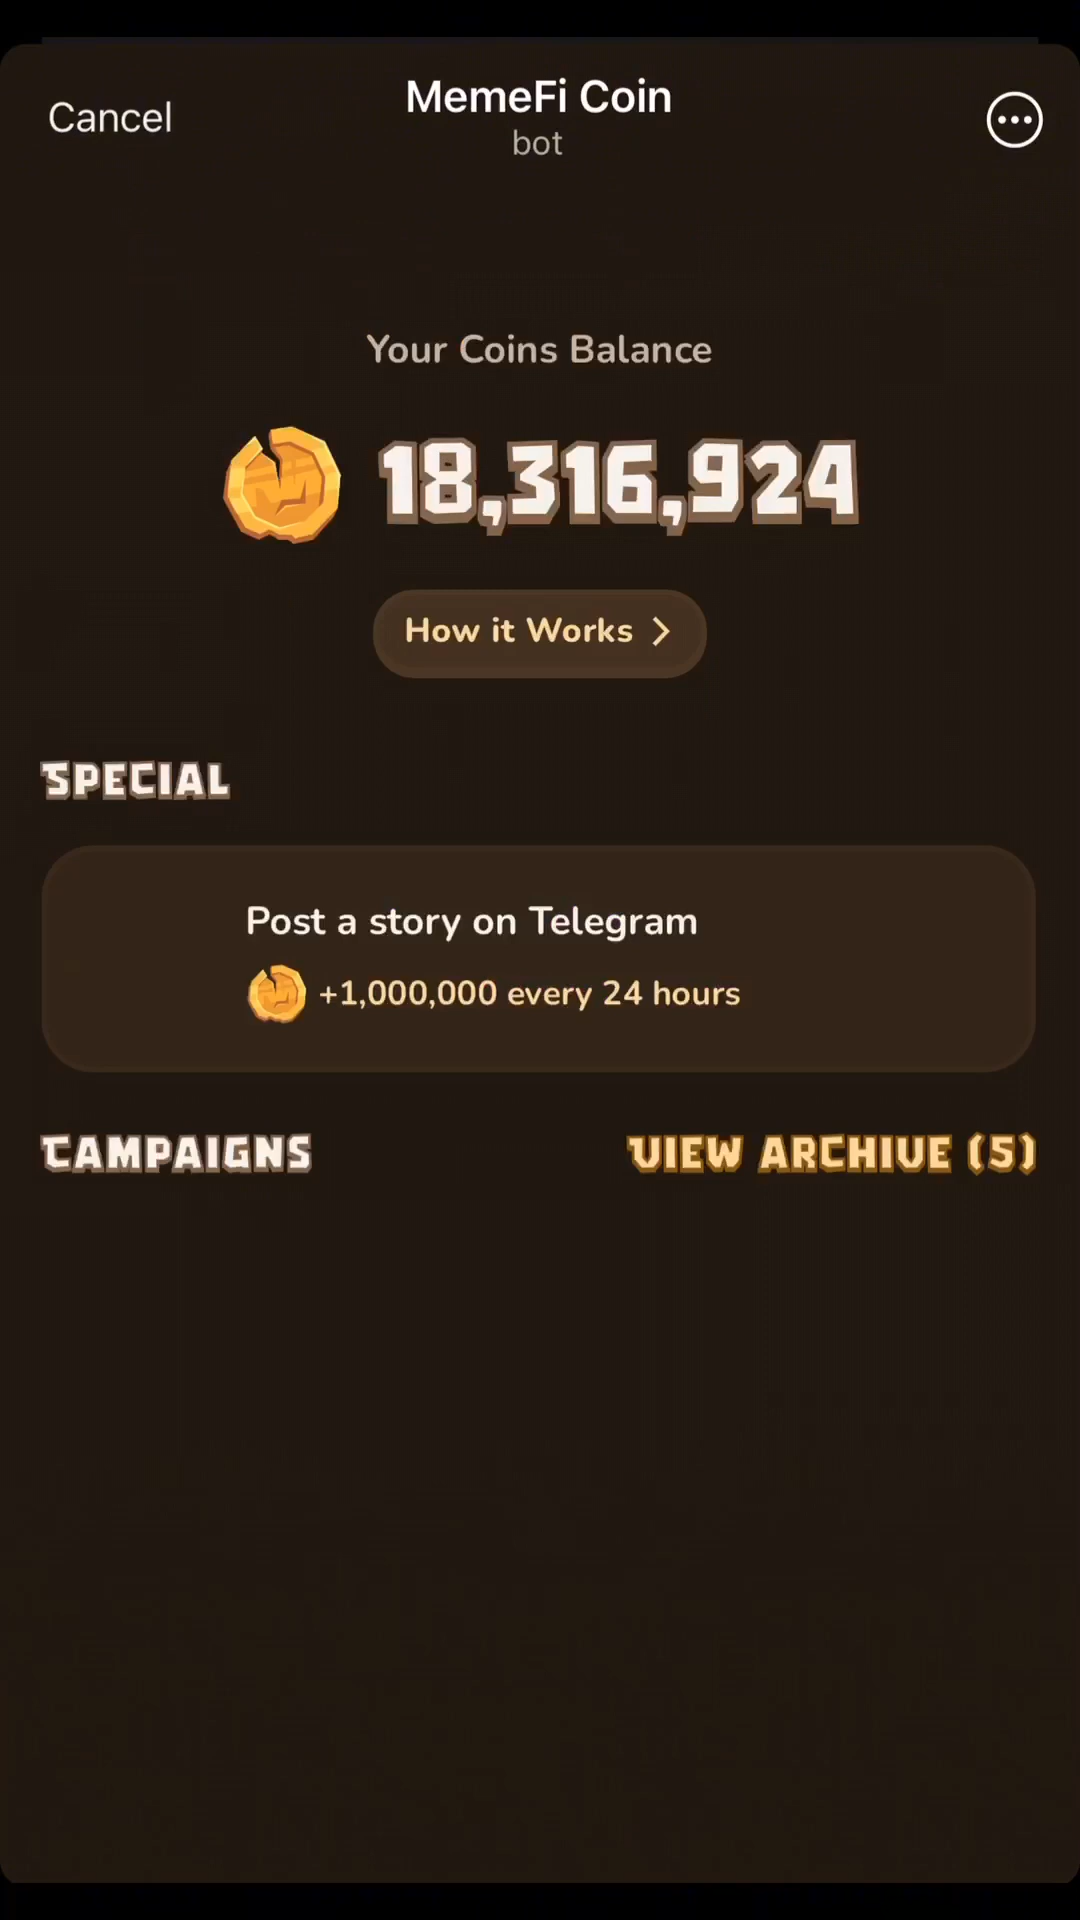 Cancel
MemeFi Coin
bot
Your Coins Balance
18,316,924
How it Works
SPECIAL
Post a story on Telegram
+1,000,000 every 24 hours
CAMPAIGNS
VIEW ARCHIVE (5)